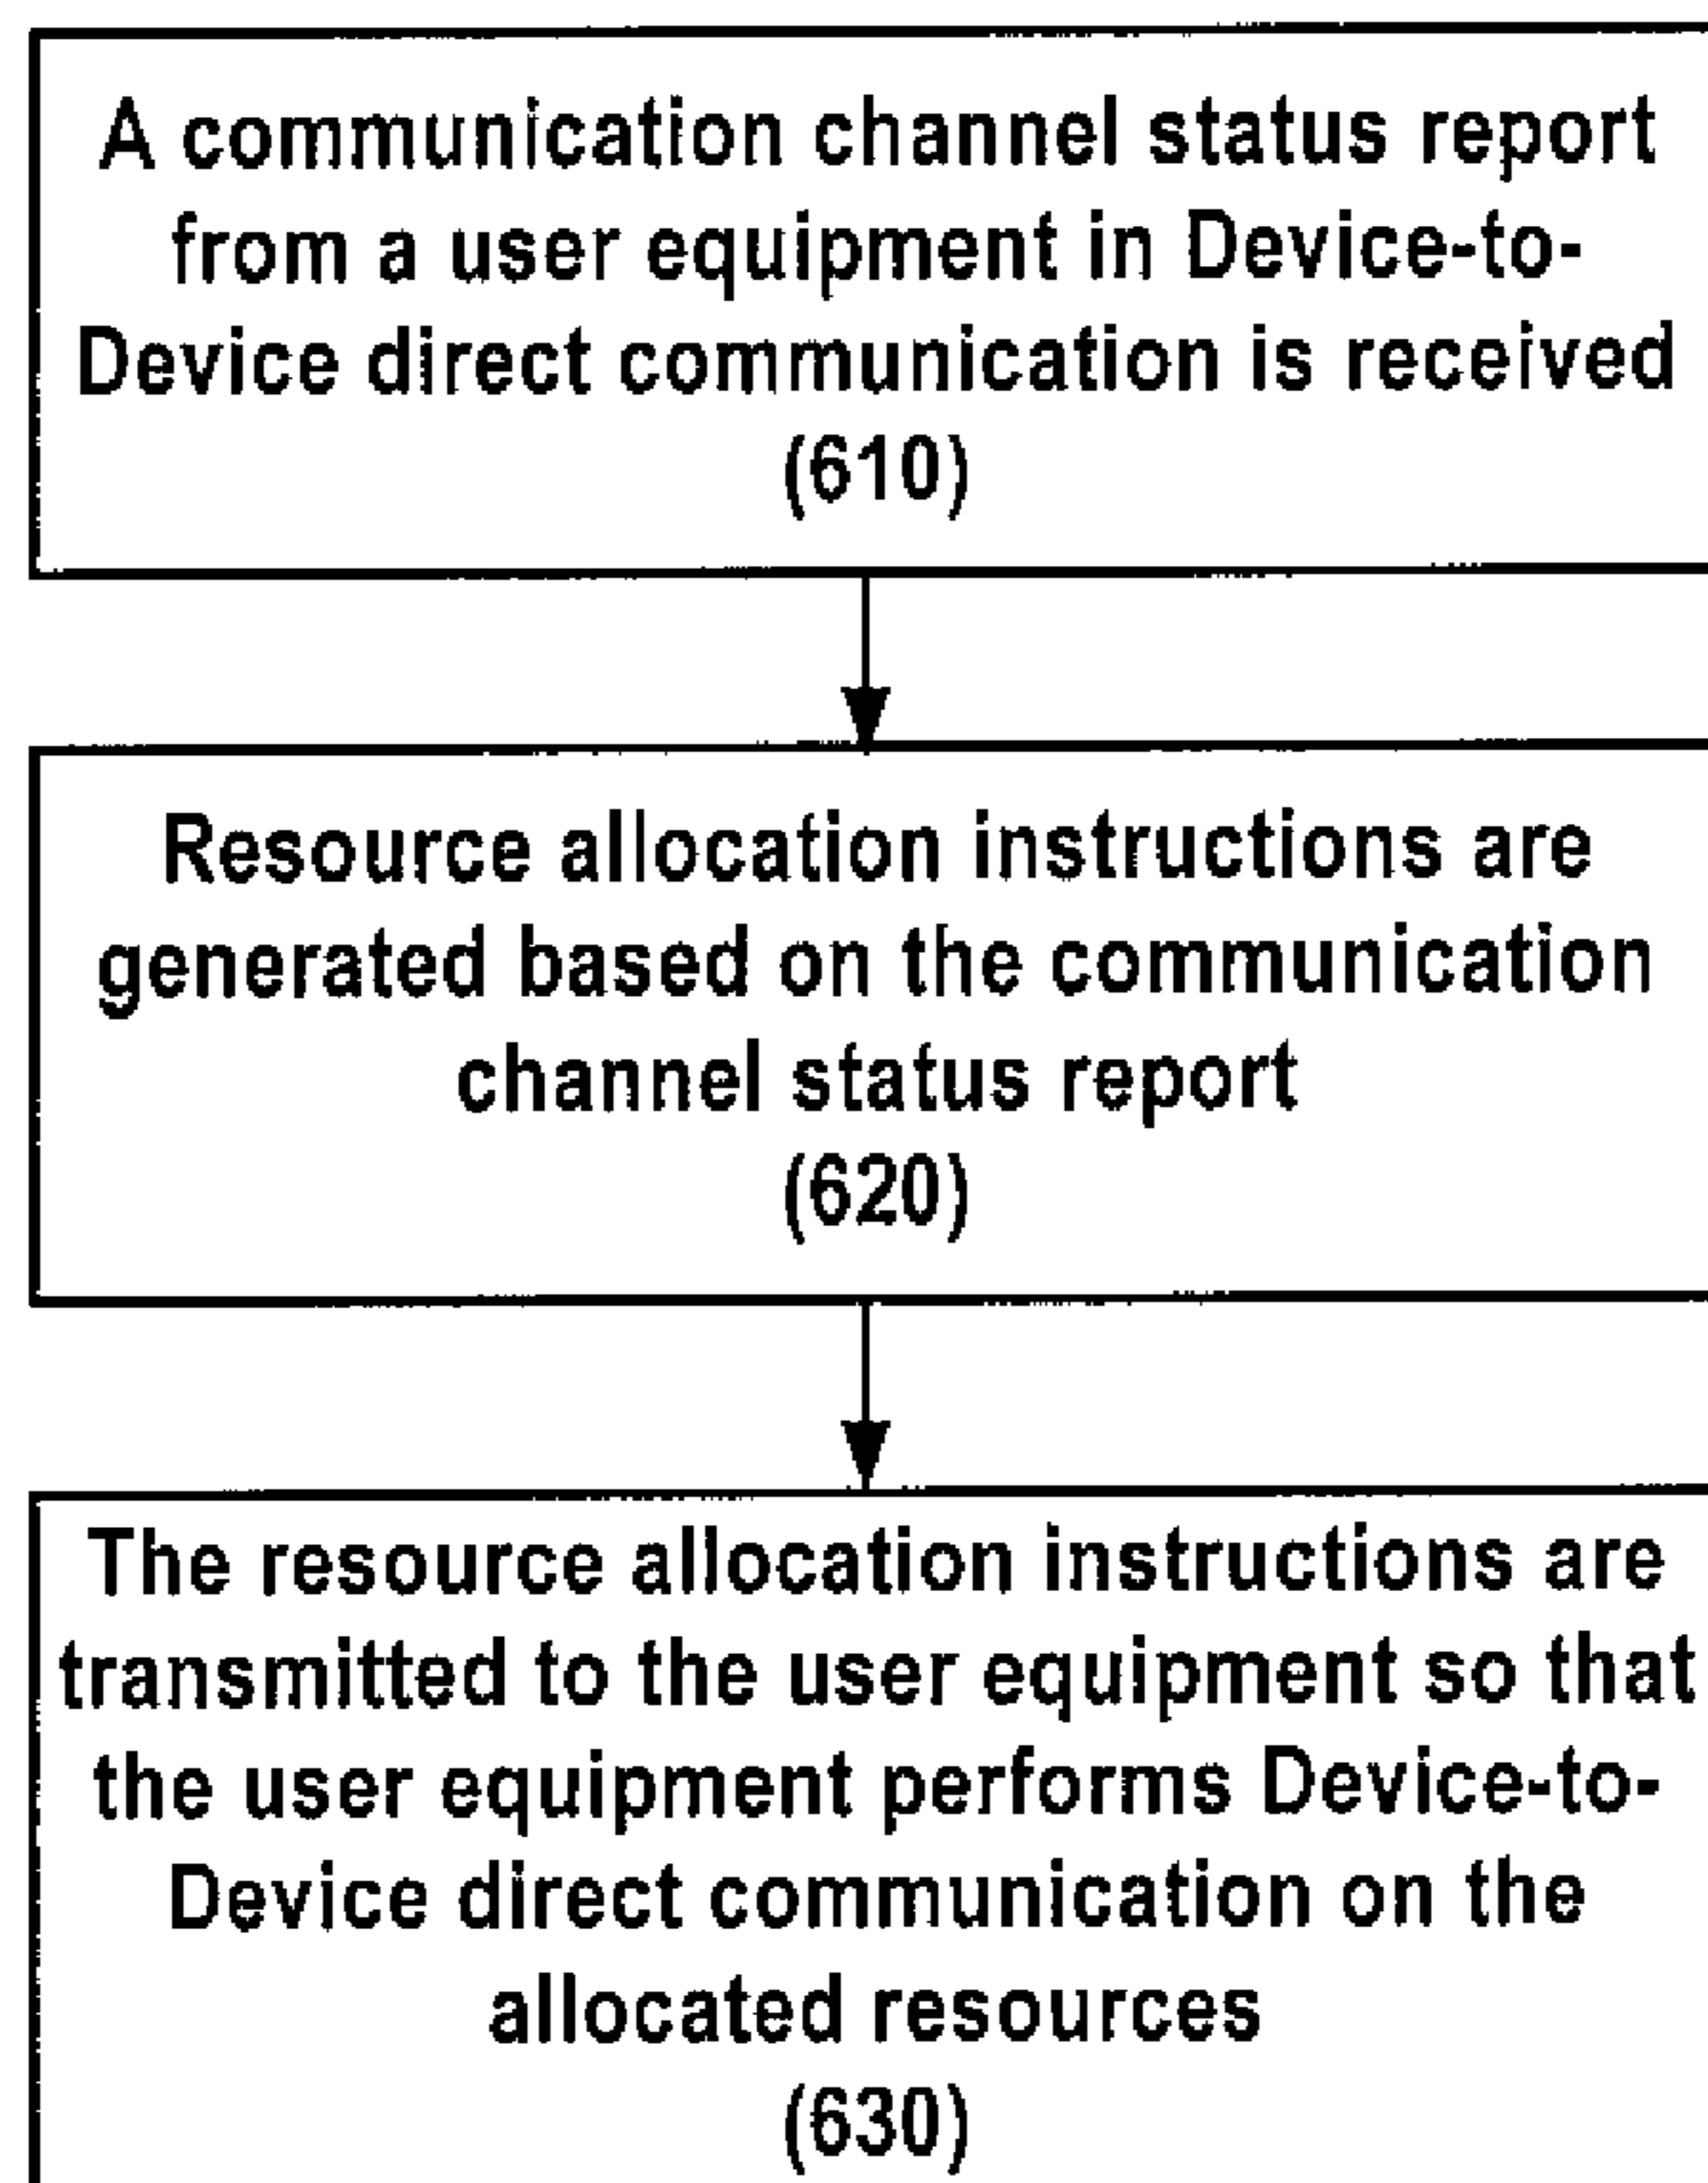 A communication channel status report
from a user equipment in Device-to-
Device direct communication is received
(610)
Resource allocation instructions are
generated based on the communication
channel status report
(620)
The resource allocation instructions are
transmitted to the user equipment so that
the user equipment performs Device-to-
Device direct communication on the
allocated resources
(630)